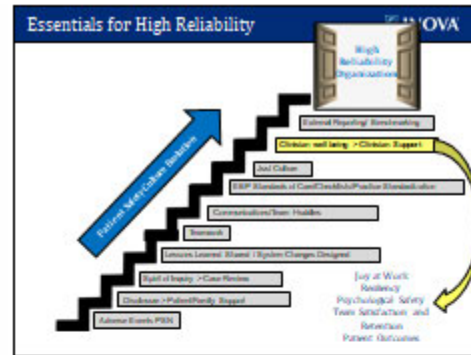 Essentials for High Reliability
INOVA
High
Reliability
Organization
External Reporting/ Benchmarking
Clinician well being > Clinician Support
Just Culture
EBP Standards of Care/Checklists/Practice Standardization
Communications/Team Huddles
Teamwork
Lessons Learned Shared / System Changes Designed
Spirit of Inquiry > Case Review
Disclosure > Patient/Family Support
Adverse Events PSN
Patient Safety Culture Evolution
Joy at Work
Resiliency
Psychological Safety
Team Satisfaction and
Retention
Patient Outcomes